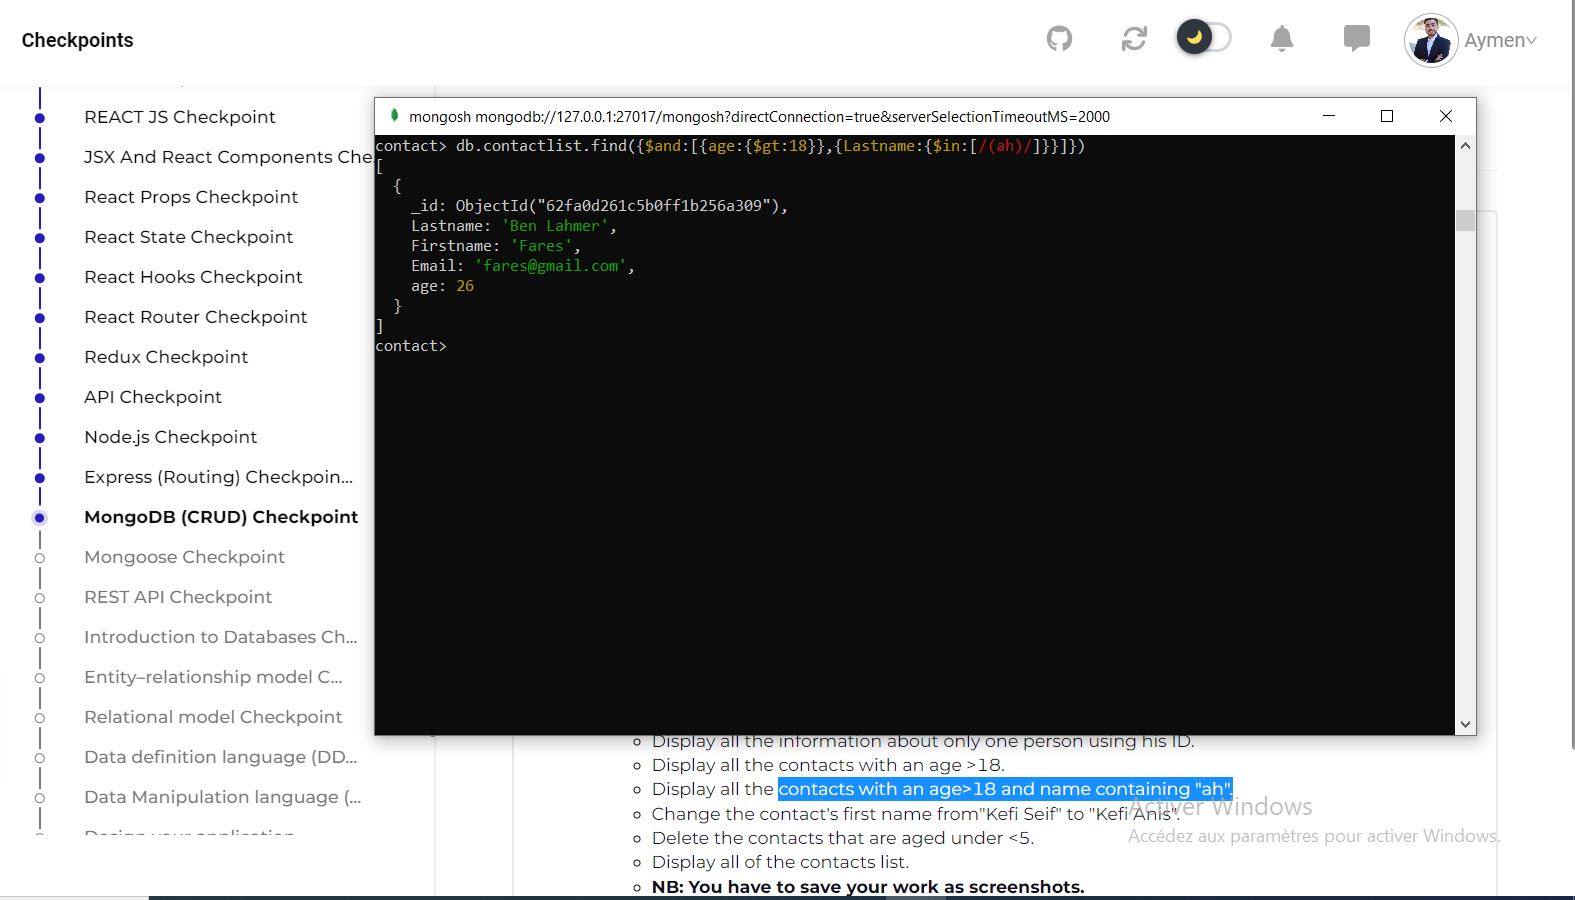 Checkpoints
Aymen
REACT JS Checkpoint
JSX And React Components Che
React Props Checkpoint
React State Checkpoint
React Hooks Checkpoint
React Router Checkpoint
Redux Checkpoint
API Checkpoint
Node.js Checkpoint
Express (Routing) Checkpoin...
MongoDB (CRUD) Checkpoint
Mongoose Checkpoint
REST API Checkpoint
Introduction to Databases Ch...
Entity–relationship model C...
Relational model Checkpoint
Data definition language (DD...
Data Manipulation language (...
Design your application
mongosh mongodb://127.0.0.1:27017/mongosh?directConnection=true&serverSelectionTimeoutMS=2000
contact> db.contactlist.find({$and:[{age:{$gt:18}},{Lastname:{$in:[/(ah)/]}}]})
[
{
_id: ObjectId("62fa0d261c5b0ff1b256a309"),
Lastname: 'Ben Lahmer',
Firstname: 'Fares',
Email: 'fares@gmail.com',
age: 26
}
]
contact>
Display all the information about only one person using his ID.
Display all the contacts with an age >18.
Display all the contacts with an age>18 and name containing "ah".
Change the contact's first name from"Kefi Seif" to "Kefi Anis".
Delete the contacts that are aged under <5.
Display all of the contacts list.
NB: You have to save your work as screenshots.
Activer Windows
Accédez aux paramètres pour activer Windows.